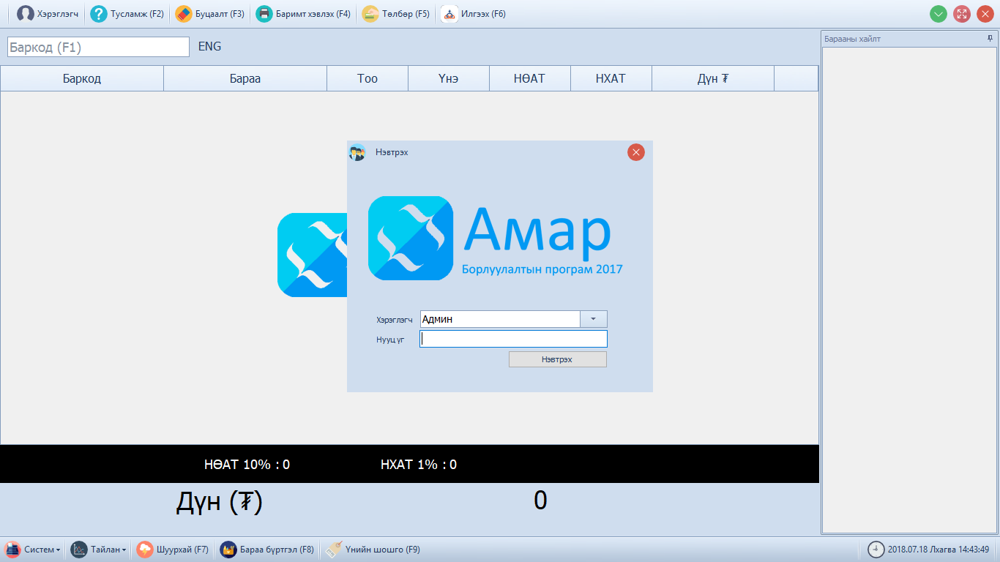 Хэрэглэгч Тусламж (F2) Буцаалт (F3) Баримт хэвлэх (F4) Төлбөр (F5) Илгээх (F6)
Баркод (F1) ENG
Барааны хайлт
Баркод Бараа Тоо Үнэ НӨАТ НХАТ Дүн ₮
Нэвтрэх
Амар
Борлуулалтын програм 2017
Хэрэглэгч Админ
Нууц үг
Нэвтрэх
НӨАТ 10% : 0 НХАТ 1% : 0
Дүн (₮) 0
Систем Тайлан Шуурхай (F7) Бараа бүртгэл (F8) Үнийн шошго (F9) 2018.07.18 Лхагва 14:43:49